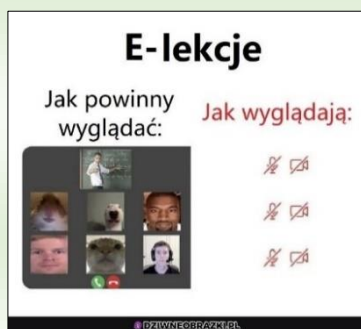 E-lekcje
Jak powinny
wyglądać:
Jak wyglądają:
DZIWNEOBRAZKI.PL